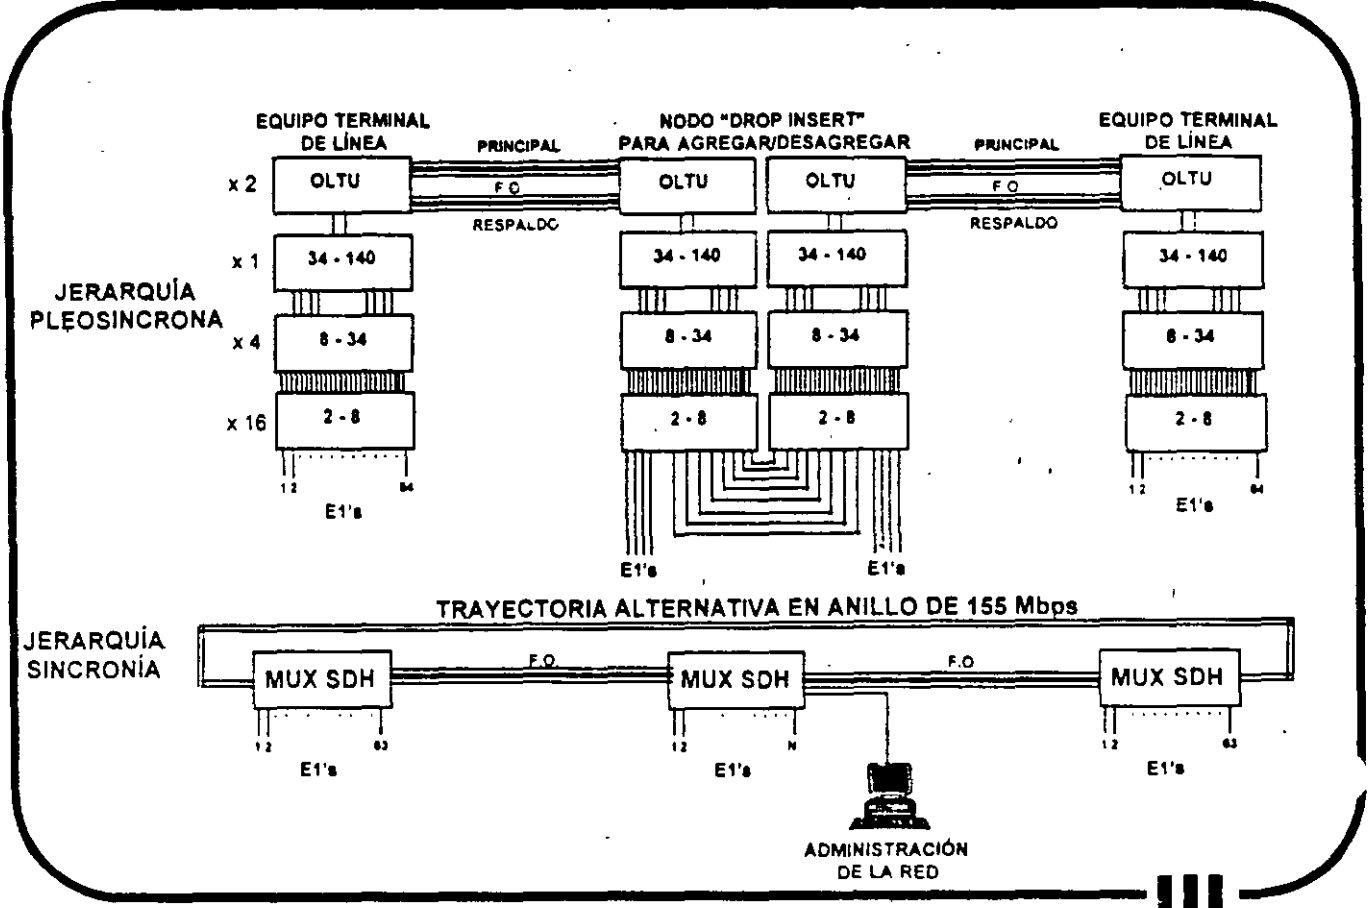 EQUIPO TERMINAL
DE LÍNEA
NODO "DROP INSERT"
PARA AGREGAR/DESAGREGAR
EQUIPO TERMINAL
DE LÍNEA
PRINCIPAL
PRINCIPAL
x 2
OLTU
F O
OLTU
OLTU
F O
OLTU
RESPALDO
RESPALDO
x 1
34 - 140
34 - 140
34 - 140
34 - 140
JERARQUÍA
PLEOSINCRONA
x 4
8 - 34
8 - 34
8 - 34
8 - 34
x 16
2 - 8
2 - 8
2 - 8
2 - 8
1 2 64
E1's
1 2 64
E1's
E1's
E1's
TRAYECTORIA ALTERNATIVA EN ANILLO DE 155 Mbps
JERARQUÍA
SINCRONÍA
MUX SDH
F.O
MUX SDH
F.O
MUX SDH
1 2 63
E1's
1 2 N
E1's
1 2 63
E1's
ADMINISTRACIÓN
DE LA RED